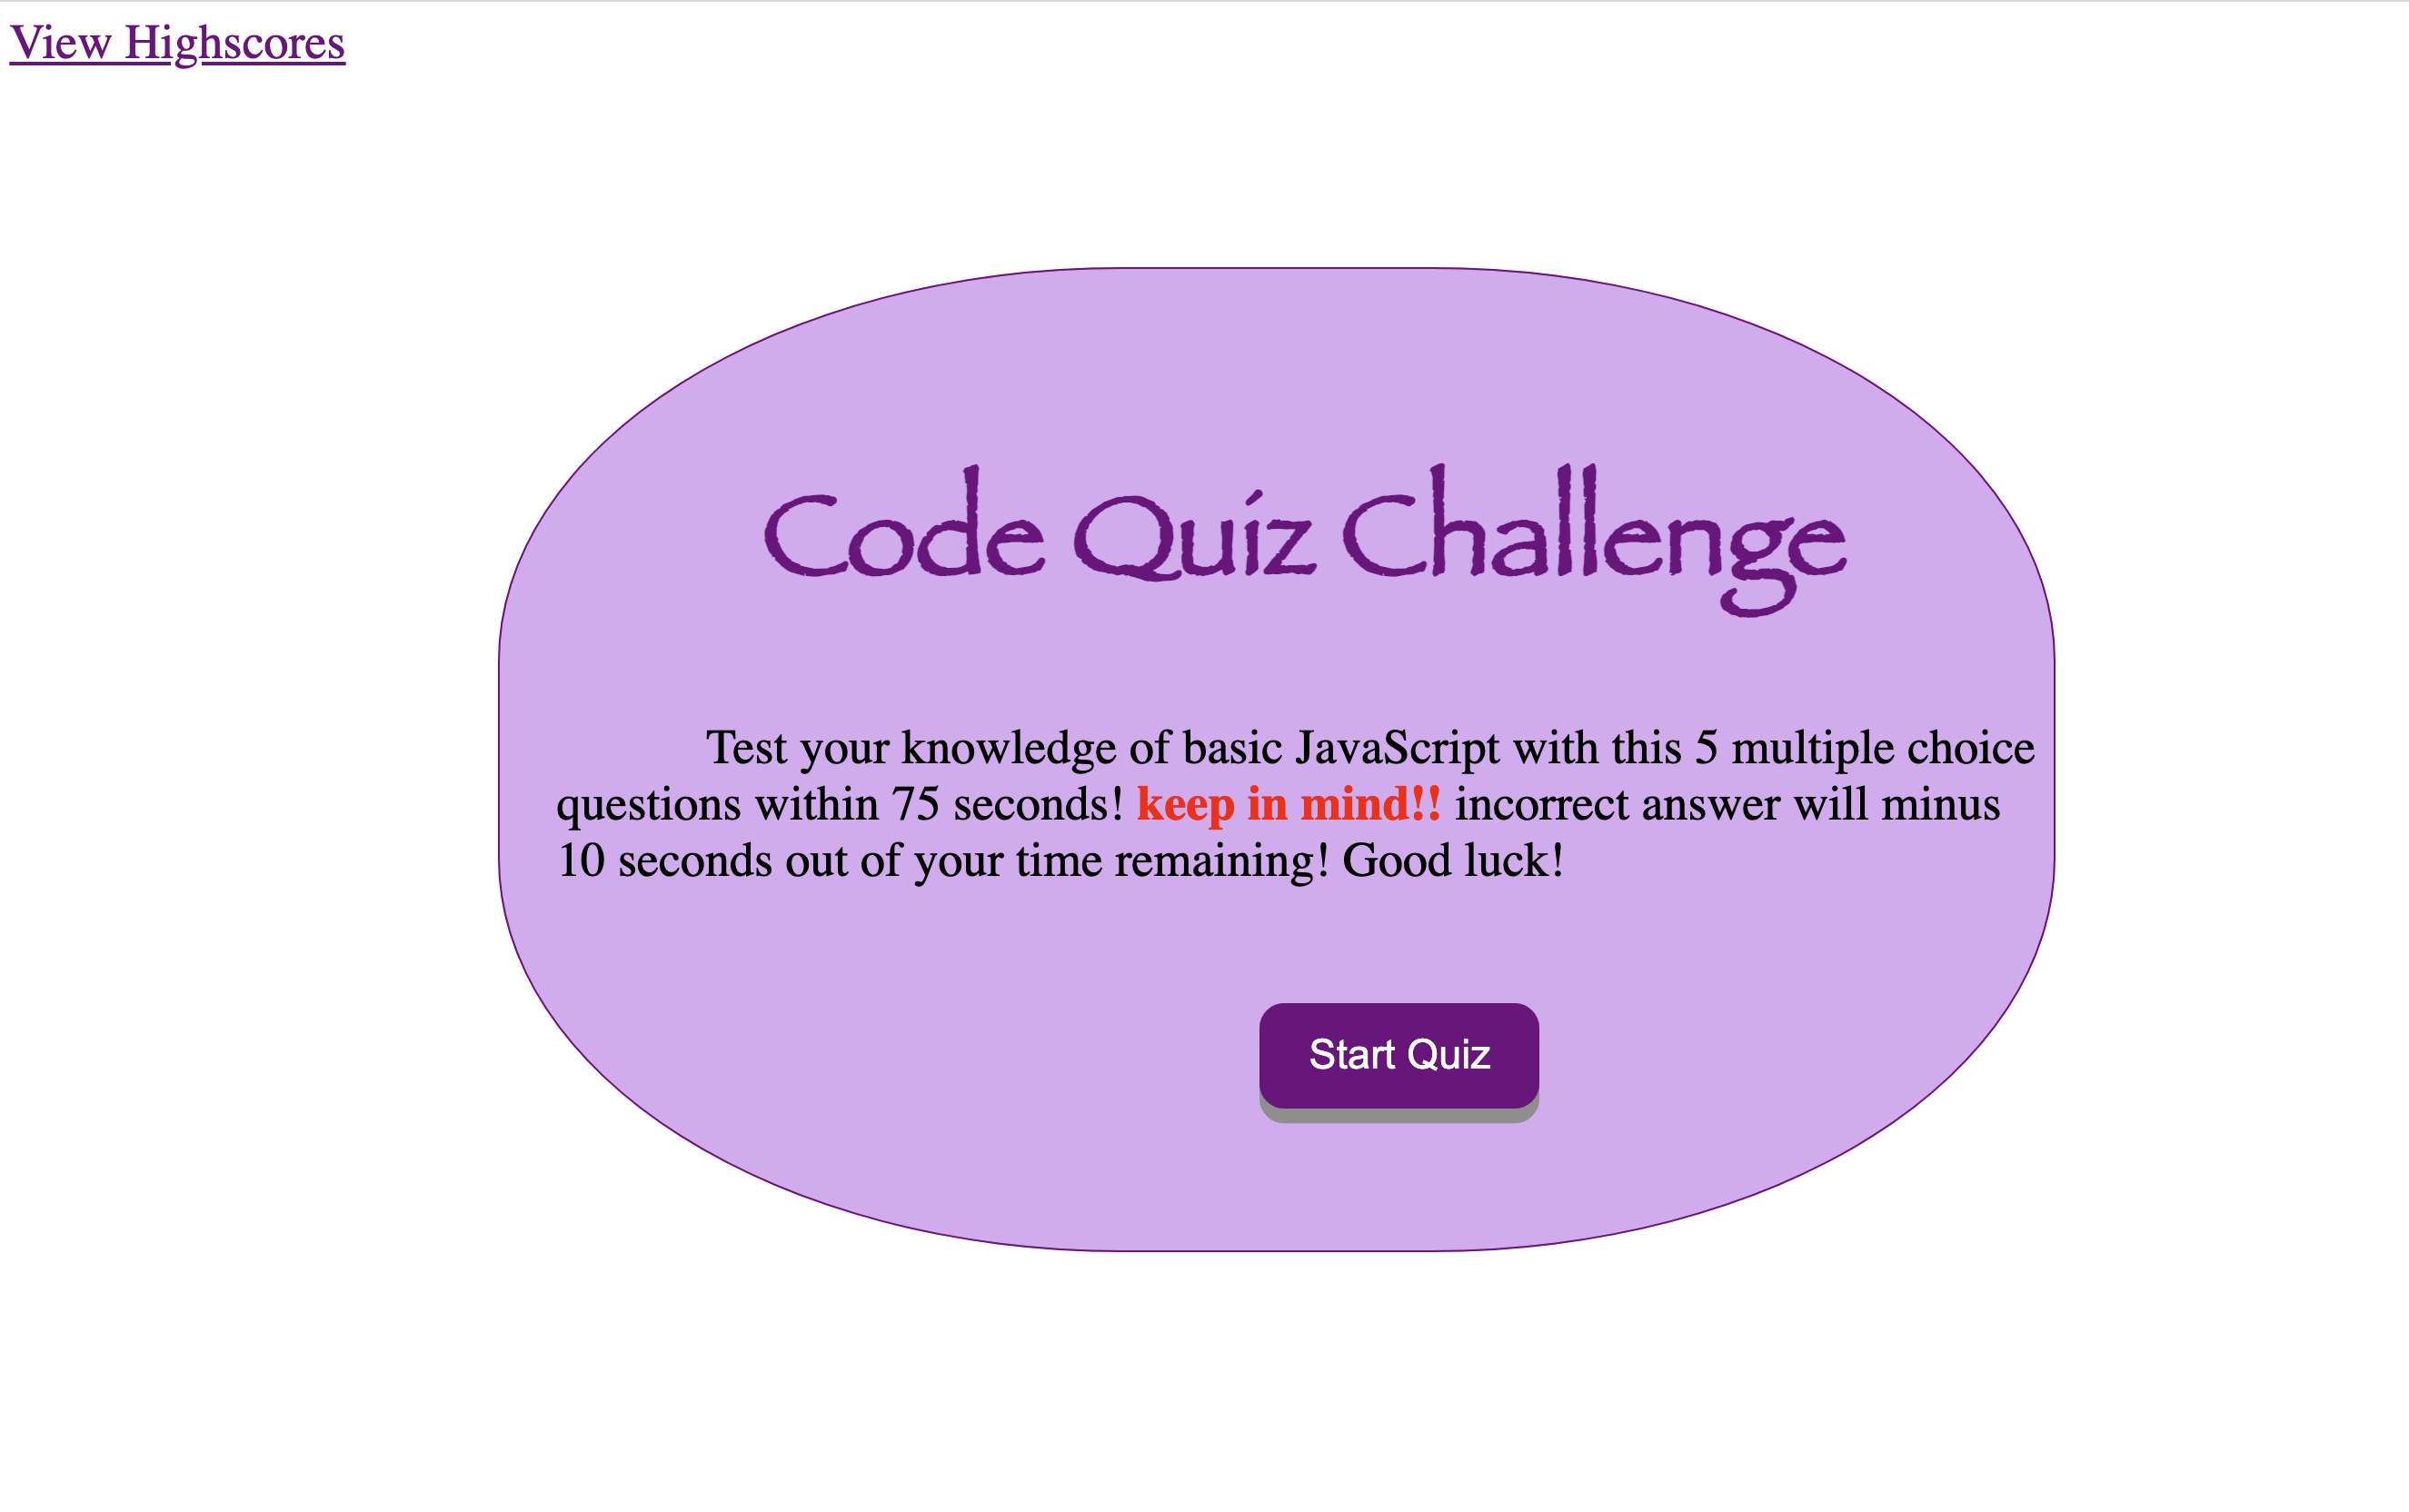 View Highscores
Code Quiz Challenge
Test your knowledge of basic JavaScript with this 5 multiple choice
questions within 75 seconds! keep in mind!! incorrect answer will minus
10 seconds out of your time remaining! Good luck!
Start Quiz